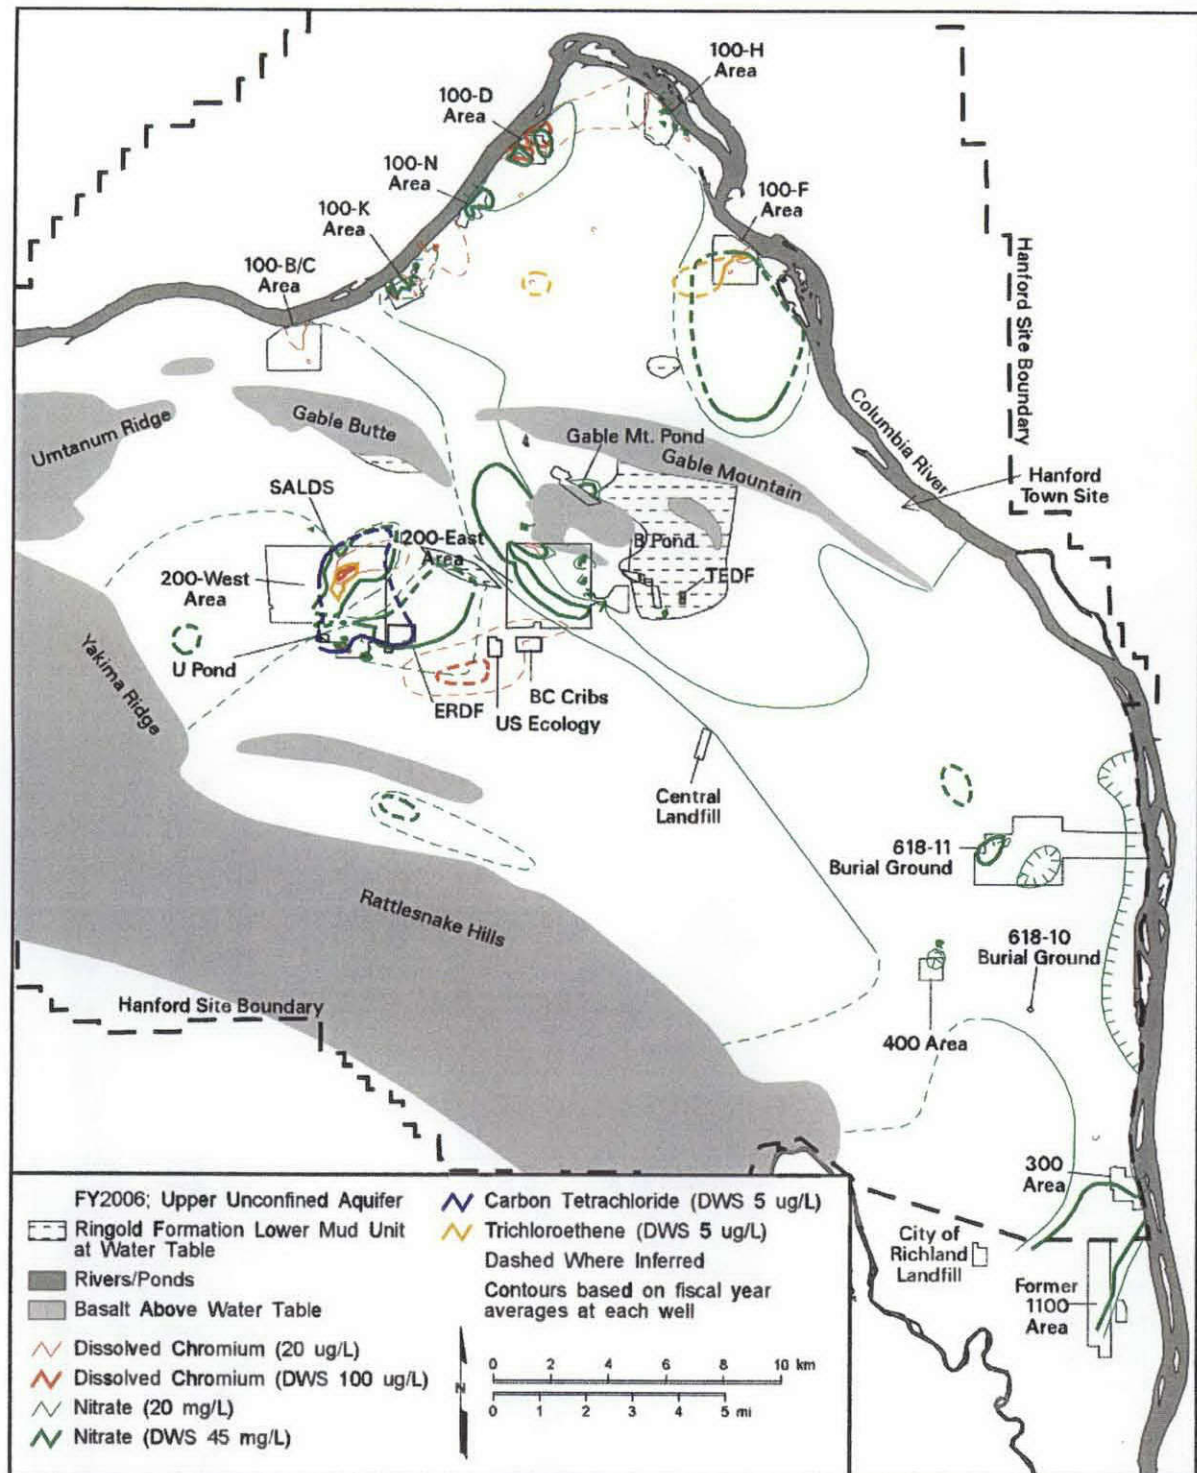 100-H
Area
100-D
Area
100-N
Area
100-F
Area
100-K
Area
100-B/C
Area
Hanford Site Boundary
Columbia River
Umtanum Ridge
Gable Butte
Gable Mt. Pond
Gable Mountain
Hanford
Town Site
SALDS
200-East
Area
B Pond
200-West
Area
TEDF
U Pond
Yakima Ridge
ERDF
BC Cribs
US Ecology
Central
Landfill
618-11
Burial Ground
Rattlesnake Hills
618-10
Burial Ground
Hanford Site Boundary
400 Area
300
Area
City of
Richland
Landfill
Former
1100
Area
FY2006; Upper Unconfined Aquifer
Ringold Formation Lower Mud Unit
at Water Table
Rivers/Ponds
Basalt Above Water Table
Dissolved Chromium (20 ug/L)
Dissolved Chromium (DWS 100 ug/L)
Nitrate (20 mg/L)
Nitrate (DWS 45 mg/L)
Carbon Tetrachloride (DWS 5 ug/L)
Trichloroethene (DWS 5 ug/L)
Dashed Where Inferred
Contours based on fiscal year
averages at each well
N
0 2 4 6 8 10 km
0 1 2 3 4 5 mi